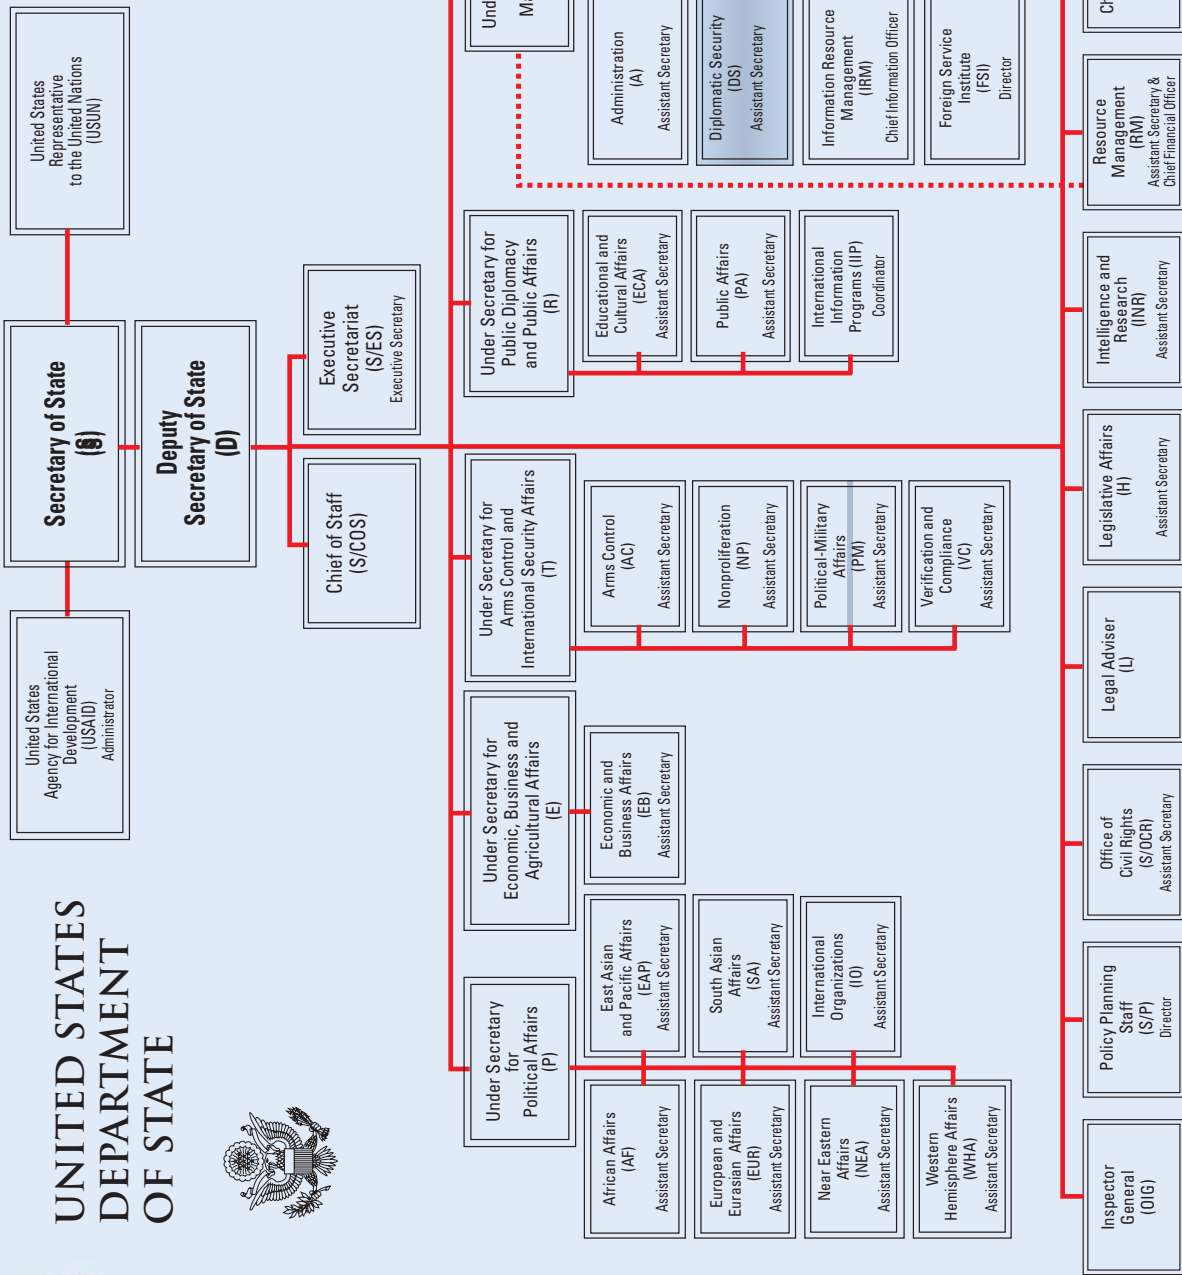 UNITED STATES
DEPARTMENT
OF STATE
United States
Agency for International
Development
(USAID)
Administrator
Secretary of State
(S)
United States
Representative
to the United Nations
(USUN)
Deputy
Secretary of State
(D)
Chief of Staff
(S/COS)
Executive
Secretariat
(S/ES)
Executive Secretary
Under Secretary
for
Political Affairs
(P)
Under Secretary for
Economic, Business and
Agricultural Affairs
(E)
Under Secretary for
Arms Control and
International Security Affairs
(T)
Under Secretary for
Public Diplomacy
and Public Affairs
(R)
African Affairs
(AF)
Assistant Secretary
East Asian
and Pacific Affairs
(EAP)
Assistant Secretary
Economic and
Business Affairs
(EB)
Assistant Secretary
Arms Control
(AC)
Assistant Secretary
Educational and
Cultural Affairs
(ECA)
Assistant Secretary
Administration
(A)
Assistant Secretary
European and
Eurasian Affairs
(EUR)
Assistant Secretary
South Asian
Affairs
(SA)
Assistant Secretary
Nonproliferation
(NP)
Assistant Secretary
Public Affairs
(PA)
Assistant Secretary
Diplomatic Security
(DS)
Assistant Secretary
Near Eastern
Affairs
(NEA)
Assistant Secretary
International
Organizations
(IO)
Assistant Secretary
Political-Military
Affairs
(PM)
Assistant Secretary
International
Information
Programs (IIP)
Coordinator
Information Resource
Management
(IRM)
Chief Information Officer
Western
Hemisphere Affairs
(WHA)
Assistant Secretary
Verification and
Compliance
(VC)
Assistant Secretary
Foreign Service
Institute
(FSI)
Director
Inspector
General
(OIG)
Policy Planning
Staff
(S/P)
Director
Office of
Civil Rights
(S/OCR)
Assistant Secretary
Legal Adviser
(L)
Legislative Affairs
(H)
Assistant Secretary
Intelligence and
Research
(INR)
Assistant Secretary
Resource
Management
(RM)
Assistant Secretary &
Chief Financial Officer